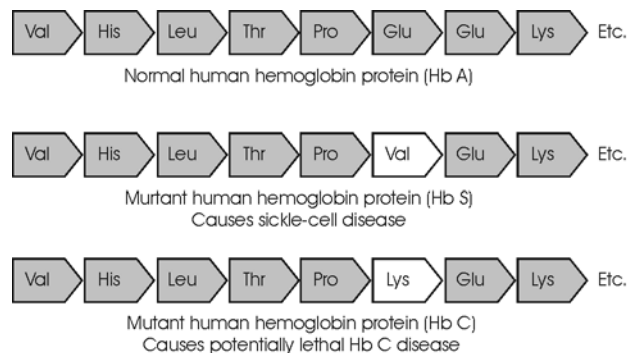 Val His Leu Thr Pro Glu Glu Lys Etc.
Normal human hemoglobin protein (Hb A)
Val His Leu Thr Pro Val Glu Lys Etc.
Murtant human hemoglobin protein (Hb S)
Causes sickle-cell disease
Val His Leu Thr Pro Lys Glu Lys Etc.
Mutant human hemoglobin protein (Hb C)
Causes potentially lethal Hb C disease